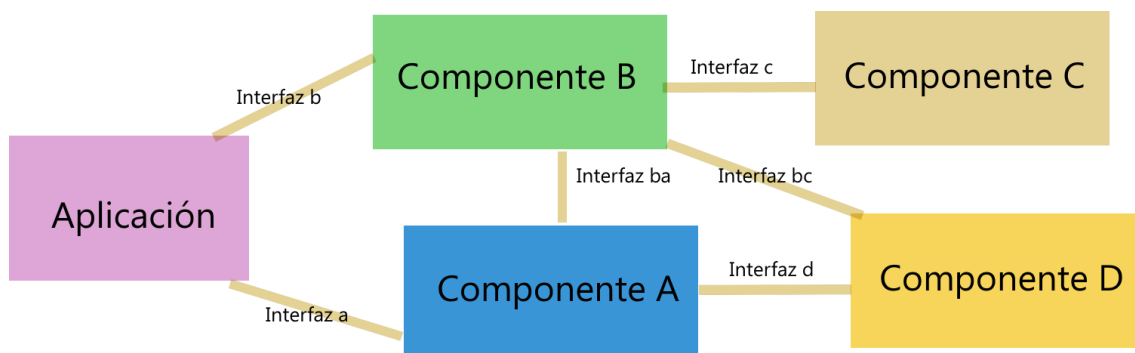 Componente B
Interfaz c
Componente C
Interfaz b
Interfaz ba
Interfaz bc
Aplicación
Interfaz d
Componente D
Componente A
Interfaz a